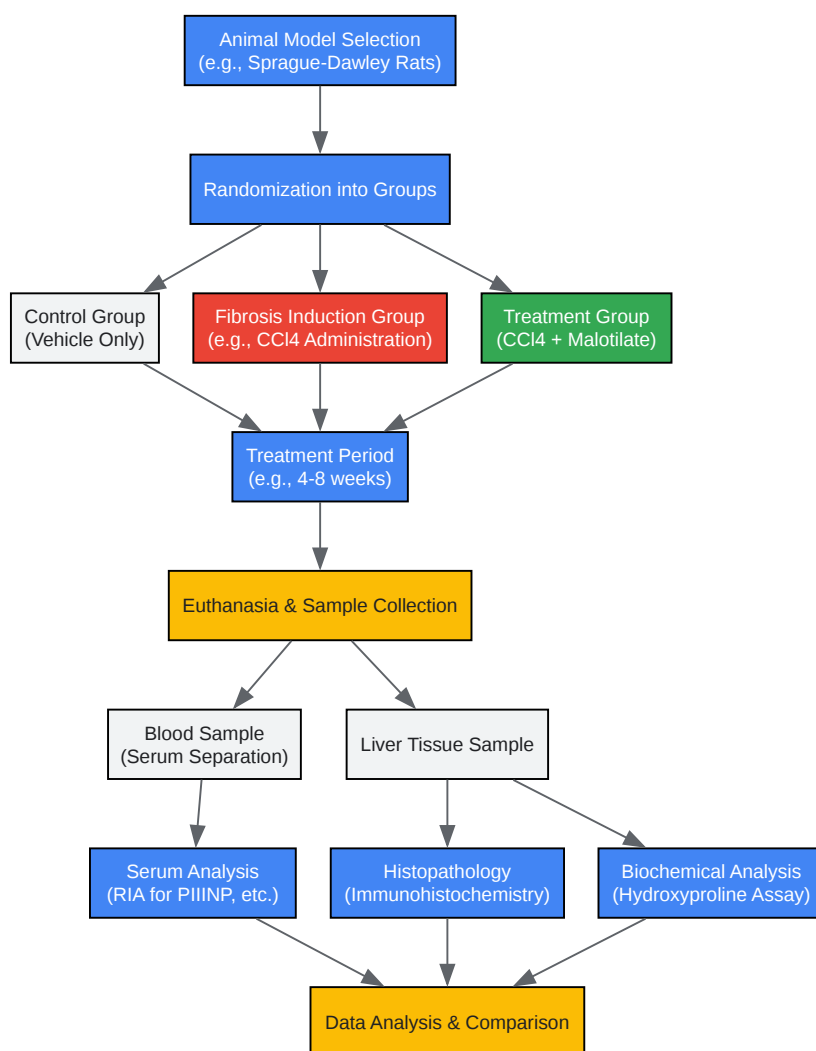 Animal Model Selection
(e.g., Sprague-Dawley Rats)
Randomization into Groups
Control Group
(Vehicle Only)
Fibrosis Induction Group
(e.g., CCl4 Administration)
Treatment Group
(CCl4 + Malotilate)
Treatment Period
(e.g., 4-8 weeks)
Euthanasia & Sample Collection
Blood Sample
(Serum Separation)
Liver Tissue Sample
Serum Analysis
(RIA for PIIINP, etc.)
Histopathology
(Immunohistochemistry)
Biochemical Analysis
(Hydroxyproline Assay)
Data Analysis & Comparison